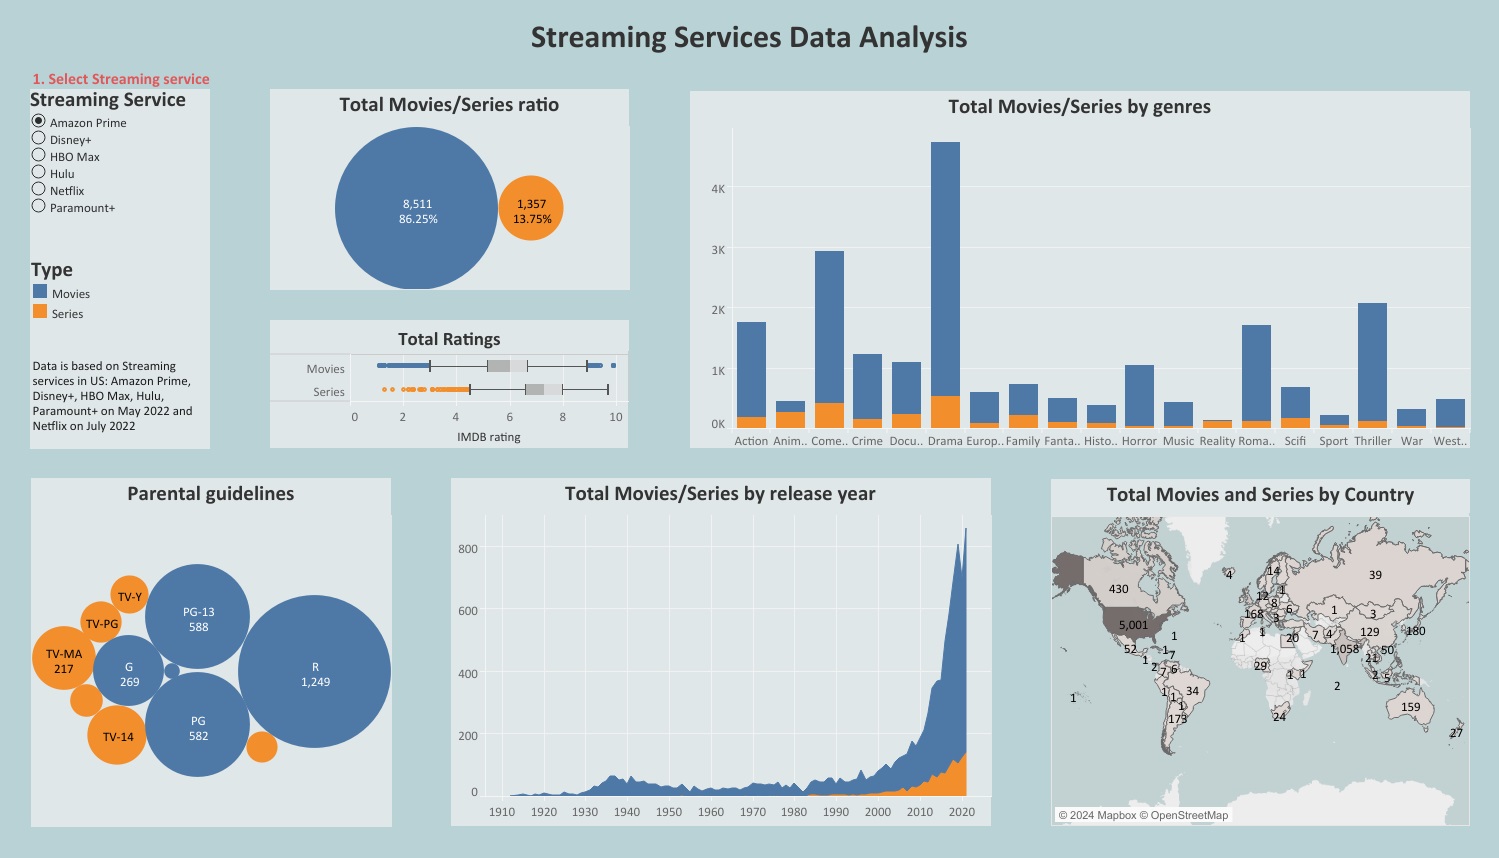 Streaming Services Data Analysis
1. Select Streaming service
Streaming Service
Amazon Prime
Disney+
HBO Max
Hulu
Netflix
Paramount+
Type
Movies
Series
Data is based on Streaming
services in US: Amazon Prime,
Disney+, HBO Max, Hulu,
Paramount+ on May 2022 and
Netflix on July 2022
Total Movies/Series ratio
8,511
86.25%
1,357
13.75%
Total Ratings
Movies
Series
0 2 4 6 8 10
IMDB rating
Total Movies/Series by genres
4K
3K
2K
1K
0K
Action Anim.. Come.. Crime Docu.. Drama Europ.. Family Fanta.. Histo.. Horror Music Reality Roma.. Scifi Sport Thriller War West..
Parental guidelines
TV-Y
TV-PG
PG-13
588
TV-MA
217
G
269
R
1,249
PG
582
TV-14
Total Movies/Series by release year
800
600
400
200
0
1910 1920 1930 1940 1950 1960 1970 1980 1990 2000 2010 2020
Total Movies and Series by Country
4
14
39
430
12
1
8
6
168
3
1
3
5,001
1
1
1
20
7
4
129
180
52
1
7
1,058
50
1
2
7
6
29
1
1
21
2
5
2
1
1
34
1
1
173
24
159
27
© 2024 Mapbox © OpenStreetMap